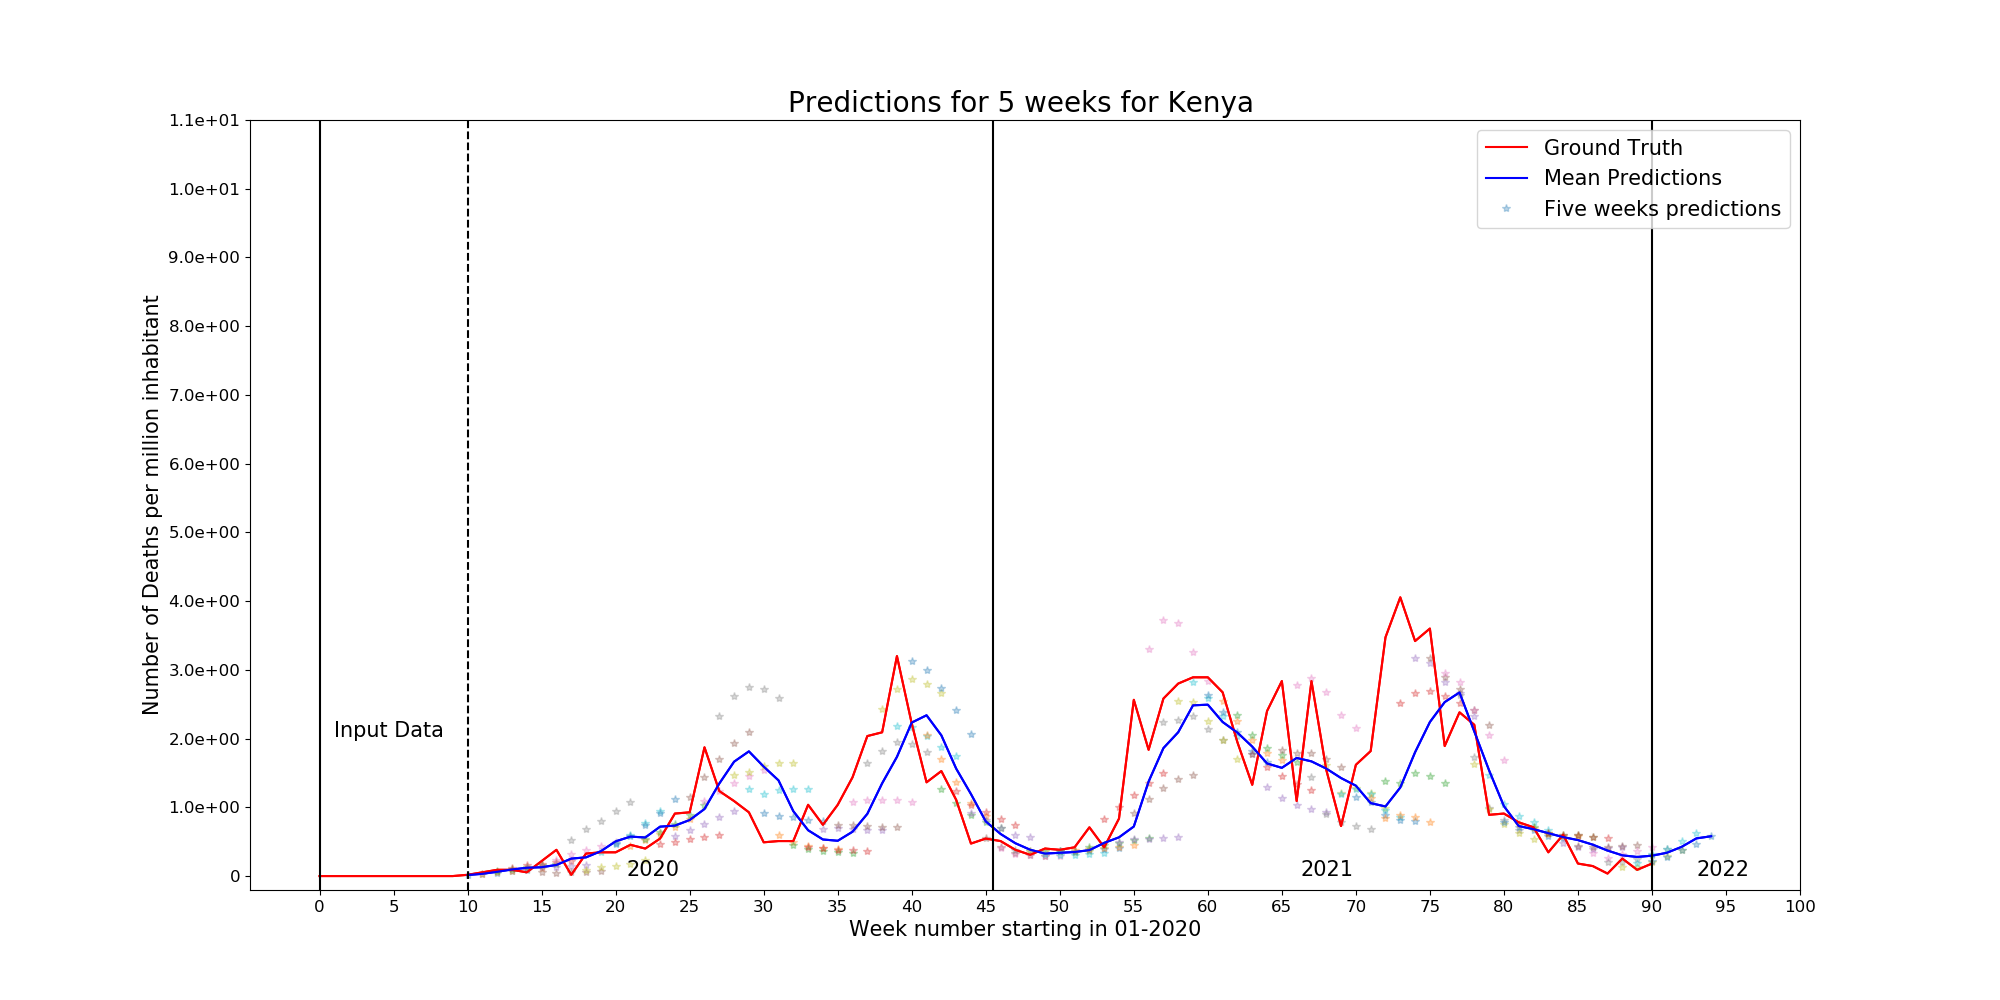 Predictions for 5 weeks for Kenya
1.1e+01
1.0e+01
9.0e+00
8.0e+00
7.0e+00
6.0e+00
5.0e+00
4.0e+00
3.0e+00
2.0e+00
1.0e+00
0
Number of Deaths per million inhabitant
Ground Truth
Mean Predictions
Five weeks predictions
Input Data
2020
2021
2022
0 5 10 15 20 25 30 35 40 45 50 55 60 65 70 75 80 85 90 95 100
Week number starting in 01-2020